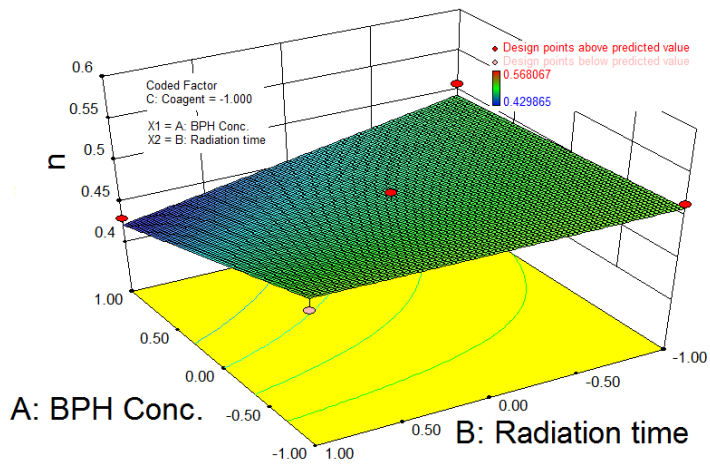 Design points above predicted value
Design points below predicted value
0.568067
0.429865
Coded Factor
C: Coagent = -1.000
X1 = A: BPH Conc.
X2 = B: Radiation time
n
0.6
0.55
0.5
0.45
0.4
1.00
0.50
0.00
-0.50
-1.00
A: BPH Conc.
1.00
0.50
0.00
-0.50
-1.00
B: Radiation time